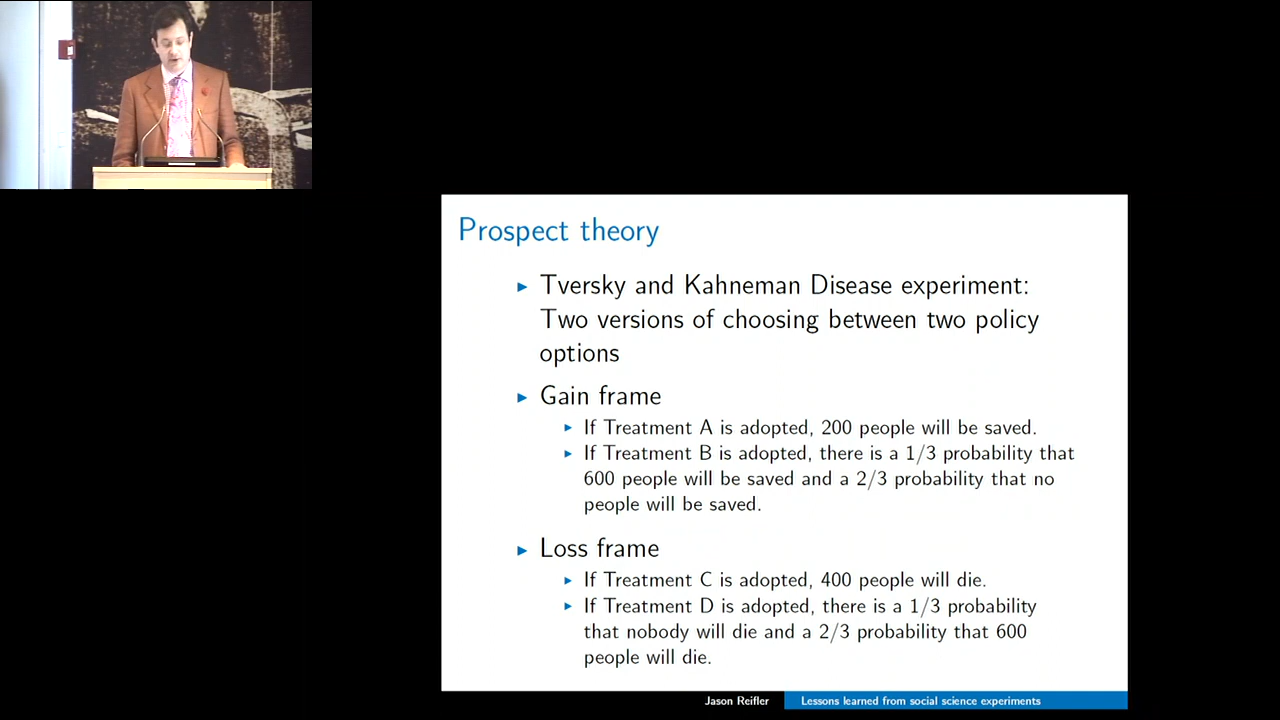 Prospect theory
▶ Tversky and Kahneman Disease experiment:
Two versions of choosing between two policy
options
▶ Gain frame
▶ If Treatment A is adopted, 200 people will be saved.
▶ If Treatment B is adopted, there is a 1/3 probability that
600 people will be saved and a 2/3 probability that no
people will be saved.
▶ Loss frame
▶ If Treatment C is adopted, 400 people will die.
▶ If Treatment D is adopted, there is a 1/3 probability
that nobody will die and a 2/3 probability that 600
people will die.
Jason Reifler Lessons learned from social science experiments